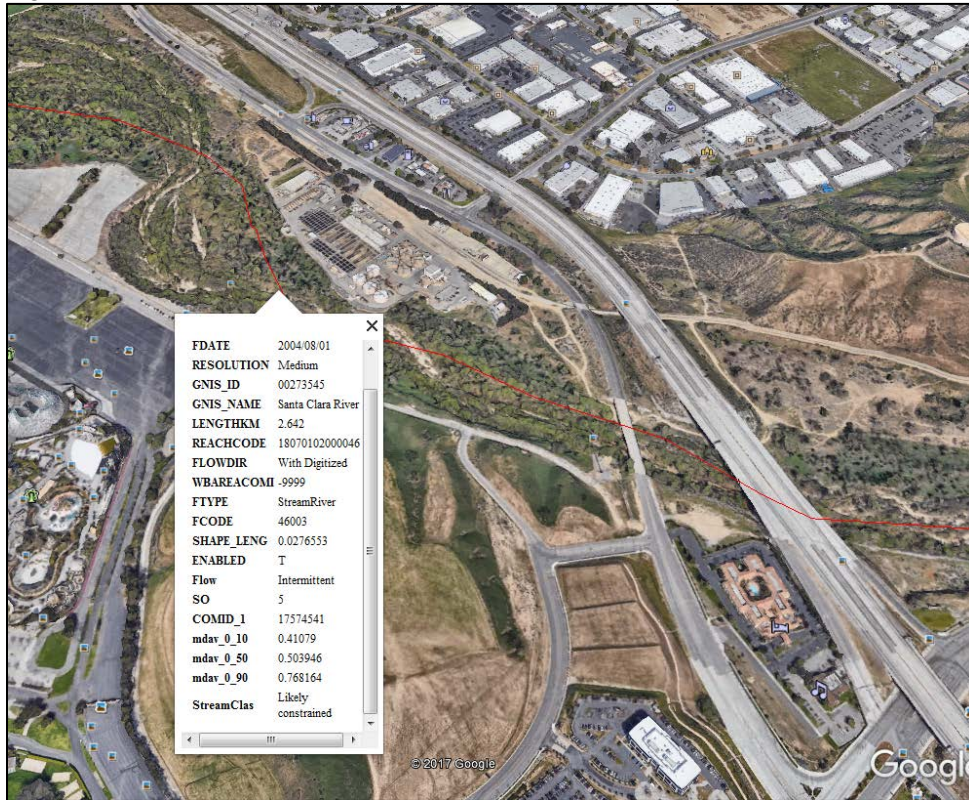 FDATE 2004/08/01
RESOLUTION Medium
GNIS_ID 00273545
GNIS_NAME Santa Clara River
LENGTHKM 2.642
REACHCODE 18070102000046
FLOWDIR With Digitized
WBAREACOMI -9999
FTYPE StreamRiver
FCODE 46003
SHAPE_LENG 0.0276553
ENABLED T
Flow Intermittent
SO 5
COMID_1 17574541
mdav_0_10 0.41079
mdav_0_50 0.503946
mdav_0_90 0.768164
StreamClas Likely
constrained
© 2017 Google
Google